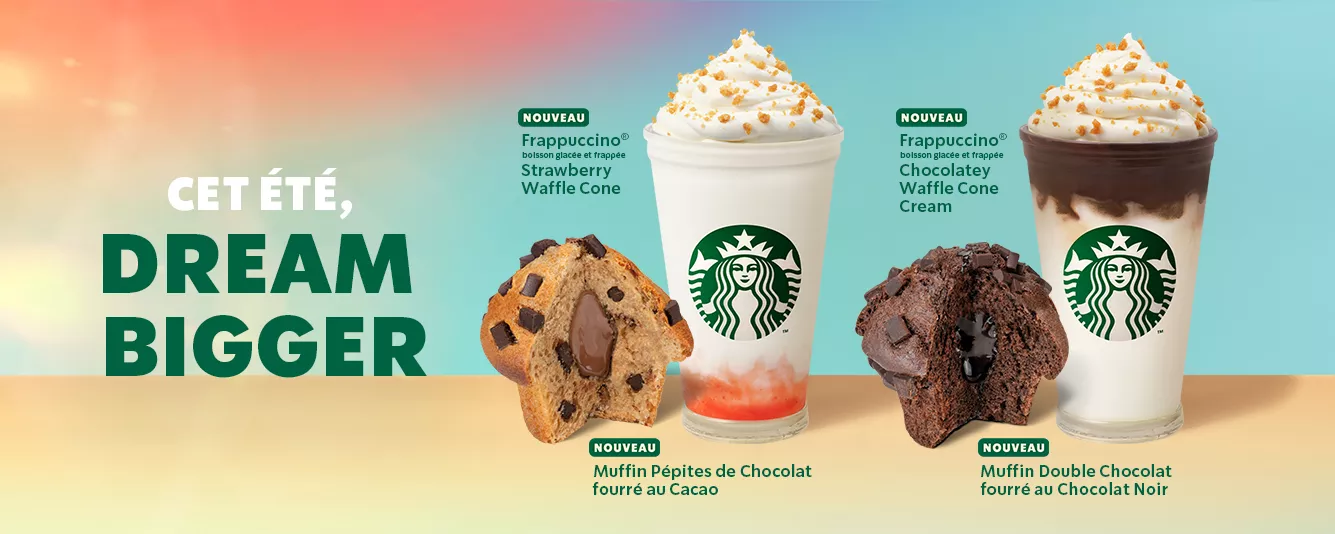 CET ÉTÉ,
DREAM
BIGGER
NOUVEAU
Frappuccino®
boisson glacée et frappée
Strawberry
Waffle Cone
NOUVEAU
Frappuccino®
boisson glacée et frappée
Chocolatey
Waffle Cone
Cream
TM
TM
NOUVEAU
Muffin Pépites de Chocolat
fourré au Cacao
NOUVEAU
Muffin Double Chocolat
fourré au Chocolat Noir